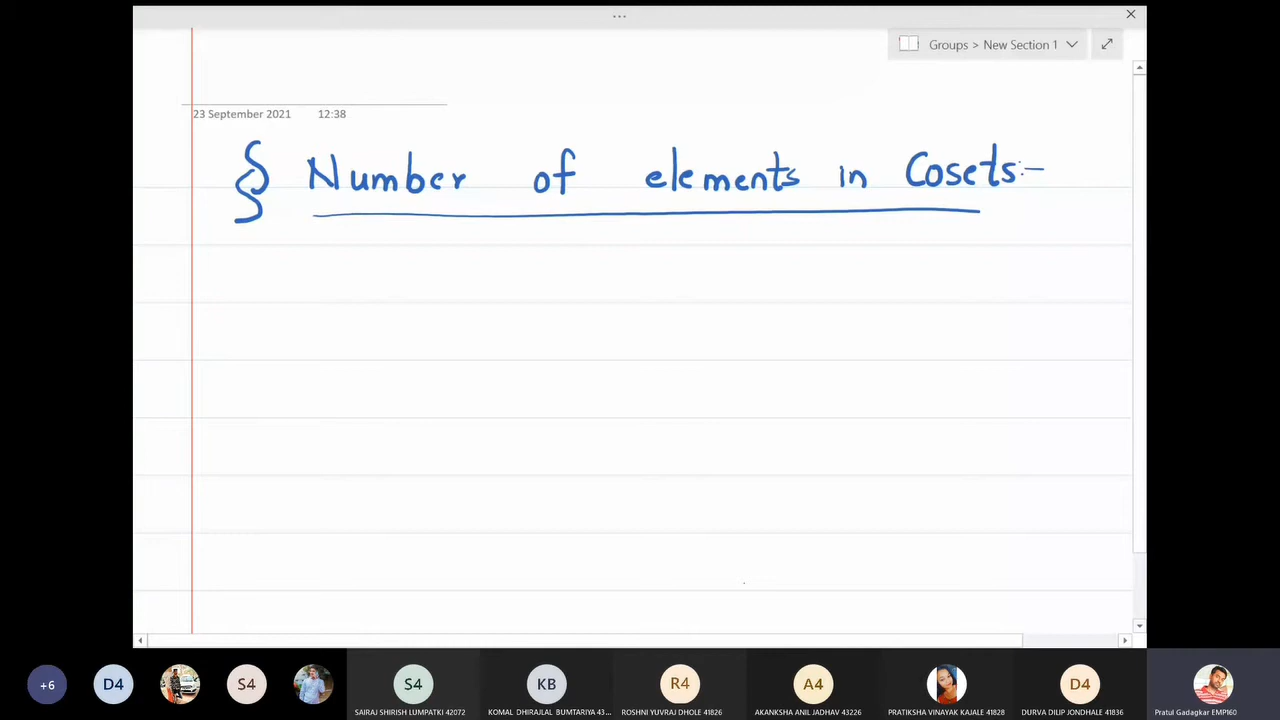 Groups > New Section 1
23 September 2021 12:38
§ Number of elements in Cosets:-
+6 D4 S4 S4 KB R4 A4 D4
SAIRAJ SHIRISH LUMPATKI 42072 KOMAL DHIRAJLAL BUMTARIYA 43... ROSHNI YUVRAJ DHOLE 41826 AKANKSHA ANIL JADHAV 43226 PRATIKSHA VINAYAK KAJALE 41828 DURVA DILIP JONDHALE 41836 Pratul Gadagkar EMP160